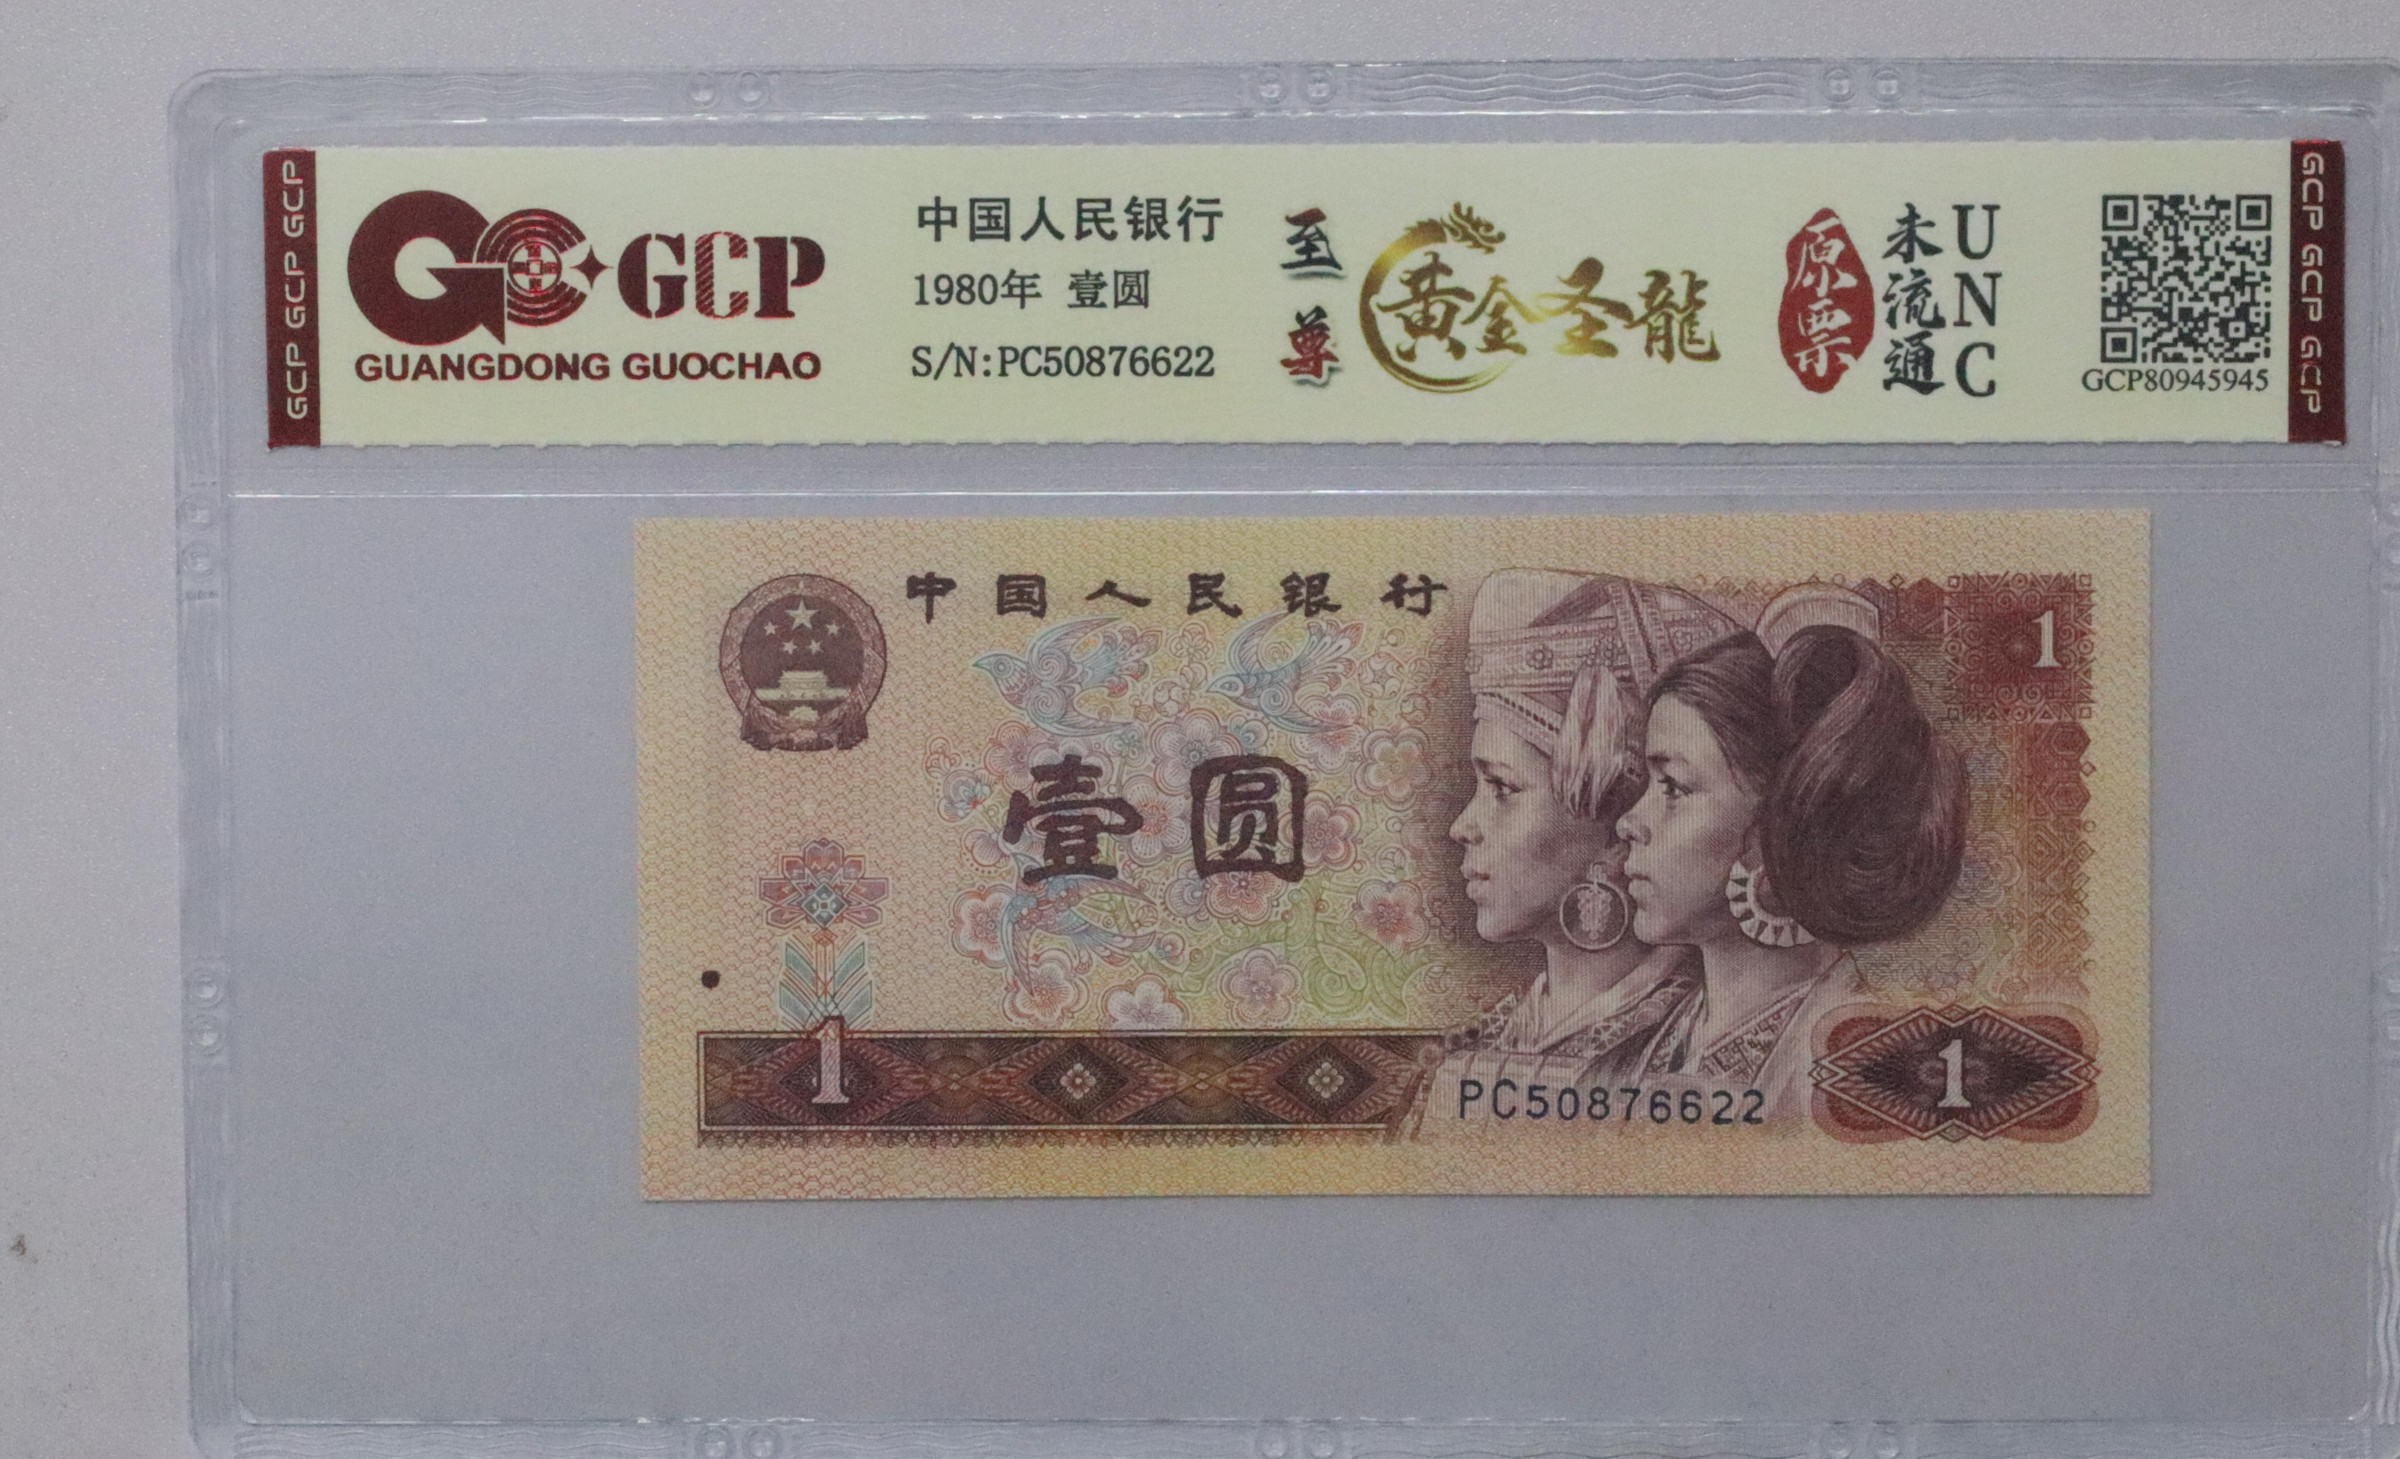 GCP GCP GCP
GCP
GUANGDONG GUOCHAO
中国人民银行
1980年 壹圆
S/N:PC50876622
至尊
黄金圣龍
原票
未流通
UNC
GCP80945945
GCP GCP GCP
中国人民银行
1
壹圆
1
PC50876622
1